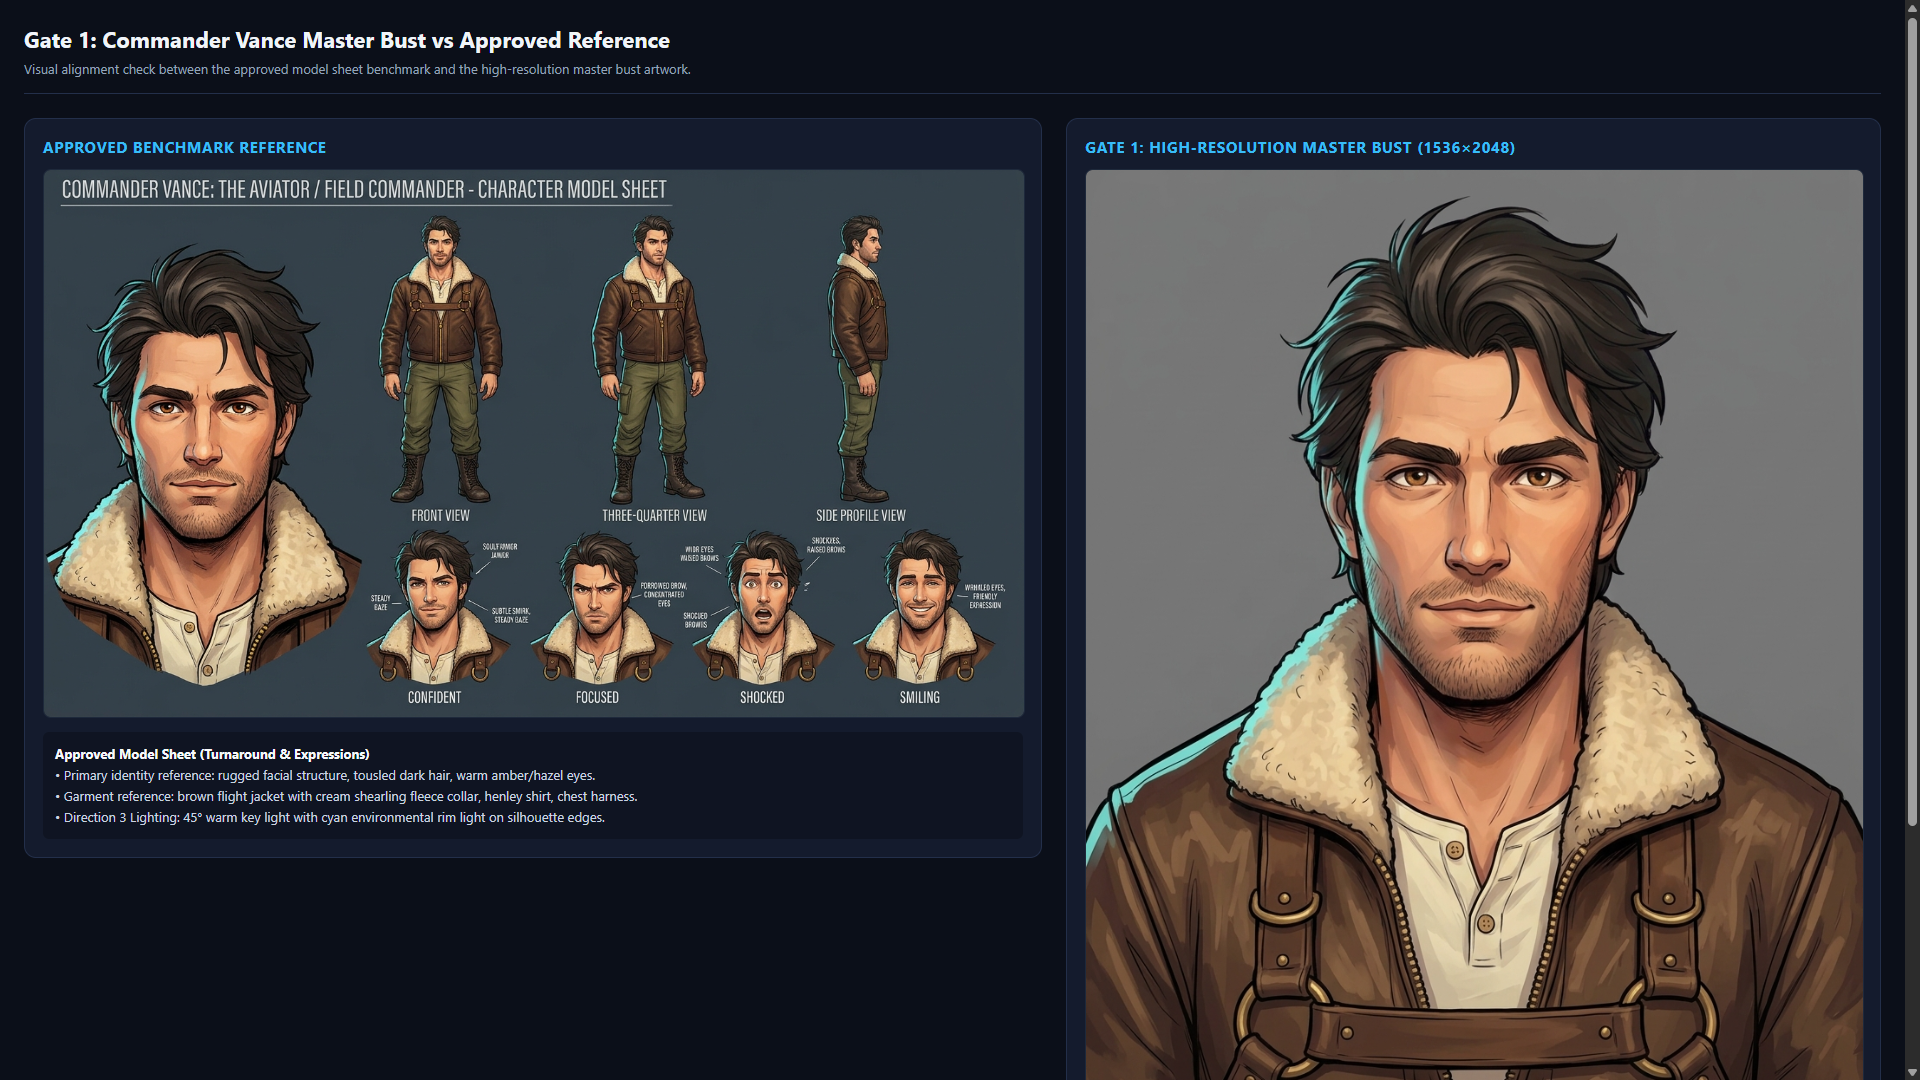 Gate 1: Commander Vance Master Bust vs Approved Reference
Visual alignment check between the approved model sheet benchmark and the high-resolution master bust artwork.
APPROVED BENCHMARK REFERENCE
COMMANDER VANCE: THE AVIATOR / FIELD COMMANDER - CHARACTER MODEL SHEET
FRONT VIEW
THREE-QUARTER VIEW
SIDE PROFILE VIEW
STEADY
GAZE
SUBTLE SMIRK,
STEADY GAZE
CONFIDENT
CONCENTRATED
EYES
FOCUSED
WIDE EYES
RAISED BROWS
RAISED BROWS
SHOCKED
WRINKLED EYES,
FRIENDLY
EXPRESSION
SMILING
Approved Model Sheet (Turnaround & Expressions)
• Primary identity reference: rugged facial structure, tousled dark hair, warm amber/hazel eyes.
• Garment reference: brown flight jacket with cream shearling fleece collar, henley shirt, chest harness.
• Direction 3 Lighting: 45° warm key light with cyan environmental rim light on silhouette edges.
GATE 1: HIGH-RESOLUTION MASTER BUST (1536×2048)